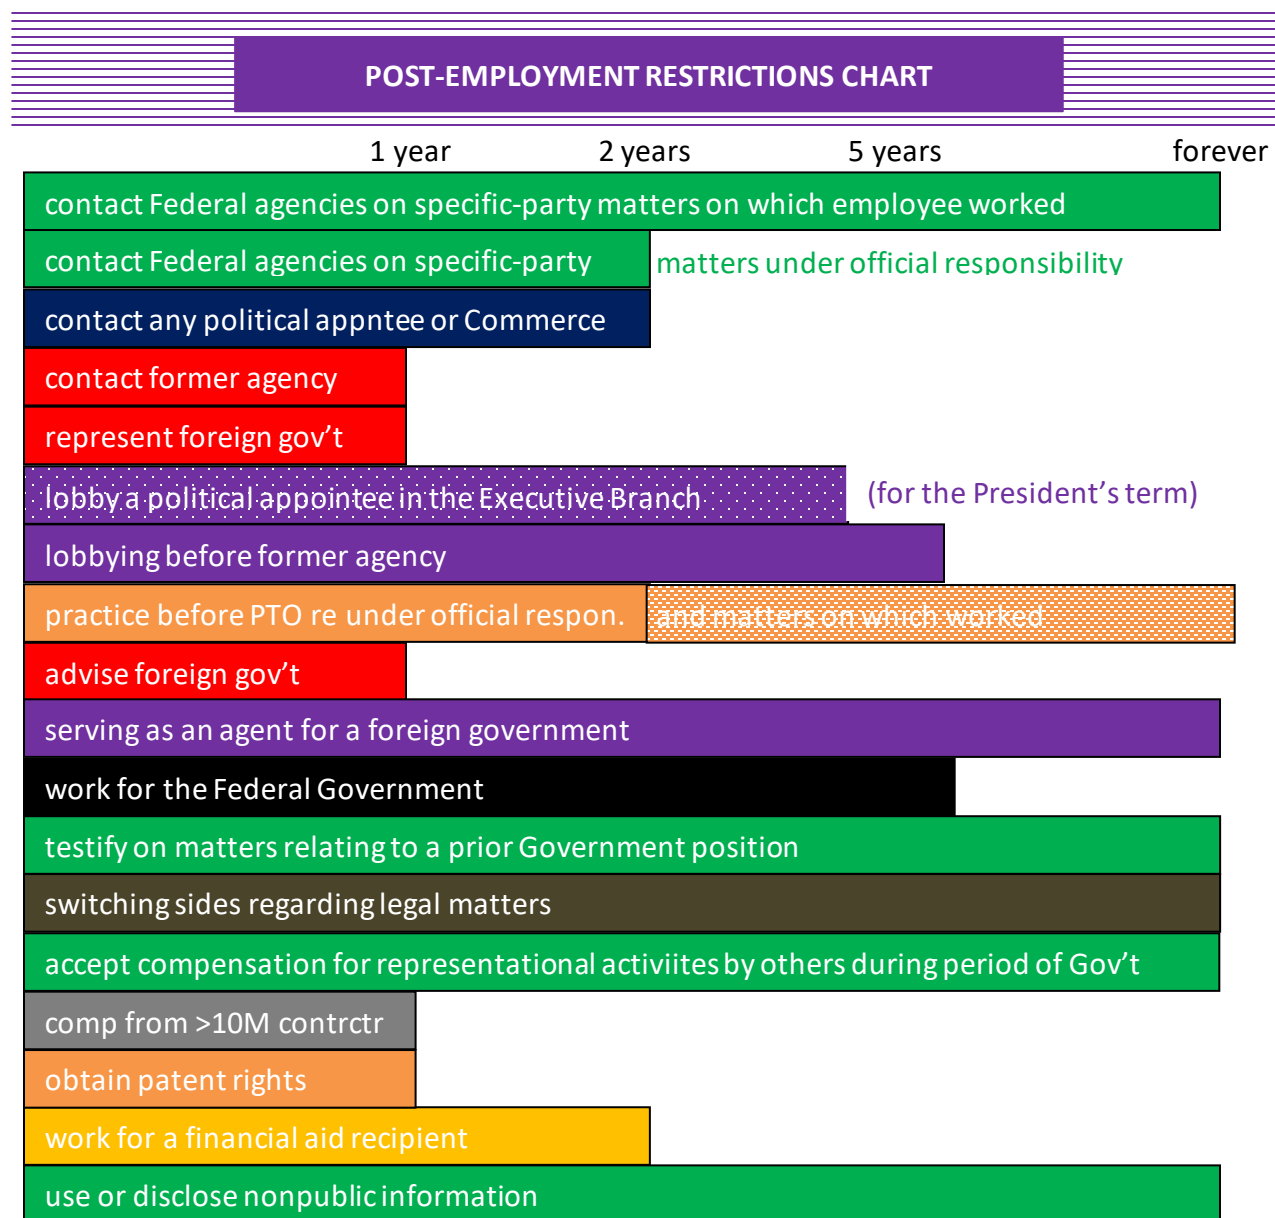 POST-EMPLOYMENT RESTRICTIONS CHART
1 year 2 years 5 years forever
contact Federal agencies on specific-party matters on which employee worked
contact Federal agencies on specific-party matters under official responsibility
contact any political appntee or Commerce
contact former agency
represent foreign gov’t
lobby a political appointee in the Executive Branch (for the President’s term)
lobbying before former agency
practice before PTO re under official respon. and matters on which worked
advise foreign gov’t
serving as an agent for a foreign government
work for the Federal Government
testify on matters relating to a prior Government position
switching sides regarding legal matters
accept compensation for representational activiites by others during period of Gov’t
comp from >10M contrctr
obtain patent rights
work for a financial aid recipient
use or disclose nonpublic information